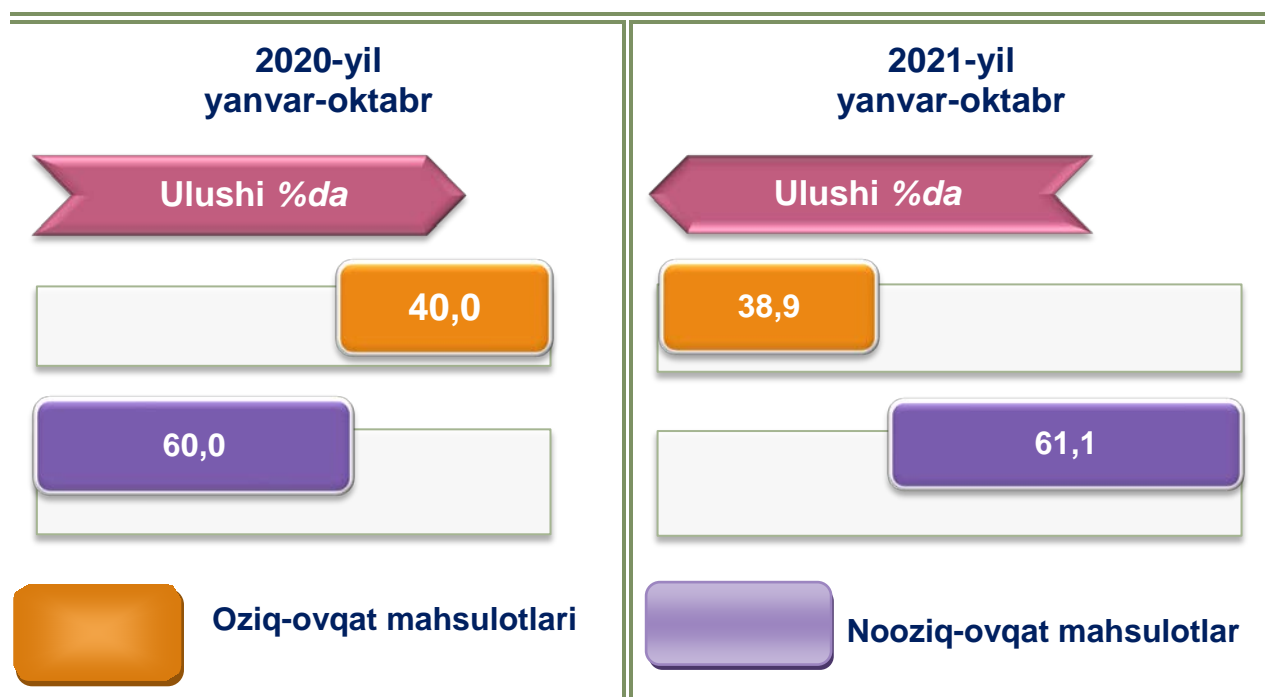 2020-yil
yanvar-oktabr
Ulushi %da
40,0
60,0
Oziq-ovqat mahsulotlari
2021-yil
yanvar-oktabr
Ulushi %da
38,9
61,1
Nooziq-ovqat mahsulotlar